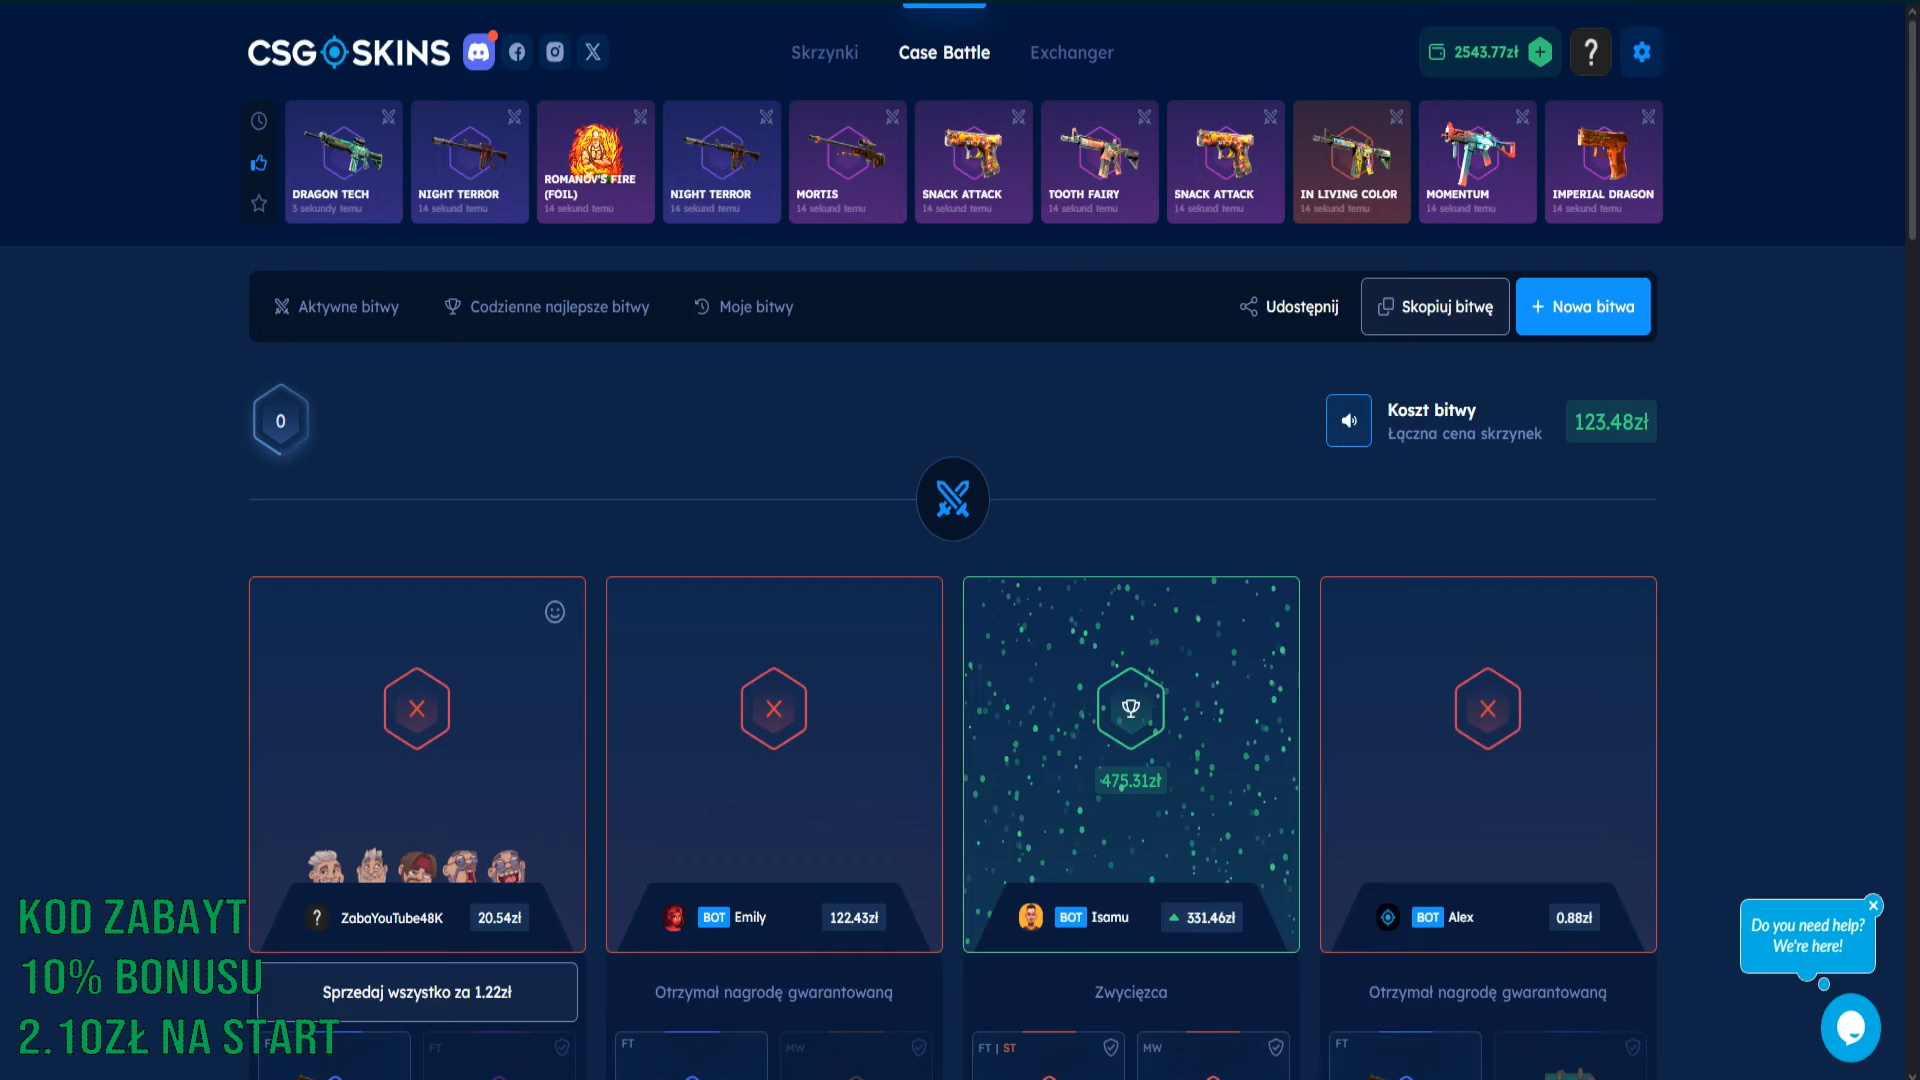 CSGOSKINS
Skrzynki
Case Battle
Exchanger
2543.77zł
?
DRAGON TECH
3 sekundy temu
NIGHT TERROR
14 sekund temu
ROMANOV'S FIRE
(FOIL)
14 sekund temu
NIGHT TERROR
14 sekund temu
MORTIS
14 sekund temu
SNACK ATTACK
14 sekund temu
TOOTH FAIRY
14 sekund temu
SNACK ATTACK
14 sekund temu
IN LIVING COLOR
14 sekund temu
MOMENTUM
14 sekund temu
IMPERIAL DRAGON
14 sekund temu
Aktywne bitwy
Codzienne najlepsze bitwy
Moje bitwy
Udostępnij
Skopiuj bitwę
+ Nowa bitwa
0
Koszt bitwy
Łączna cena skrzynek
123.48zł
475.31zł
? ZabaYouTube48K 20.54zł
BOT Emily 122.43zł
BOT Isamu 331.46zł
BOT Alex 0.88zł
Sprzedaj wszystko za 1.22zł
Otrzymał nagrodę gwarantowaną
Zwycięzca
Otrzymał nagrodę gwarantowaną
FT
FT
FT
MW
FT | ST
MW
FT
KOD ZABAYT
10% BONUSU
2.10ZŁ NA START
Do you need help?
We're here!